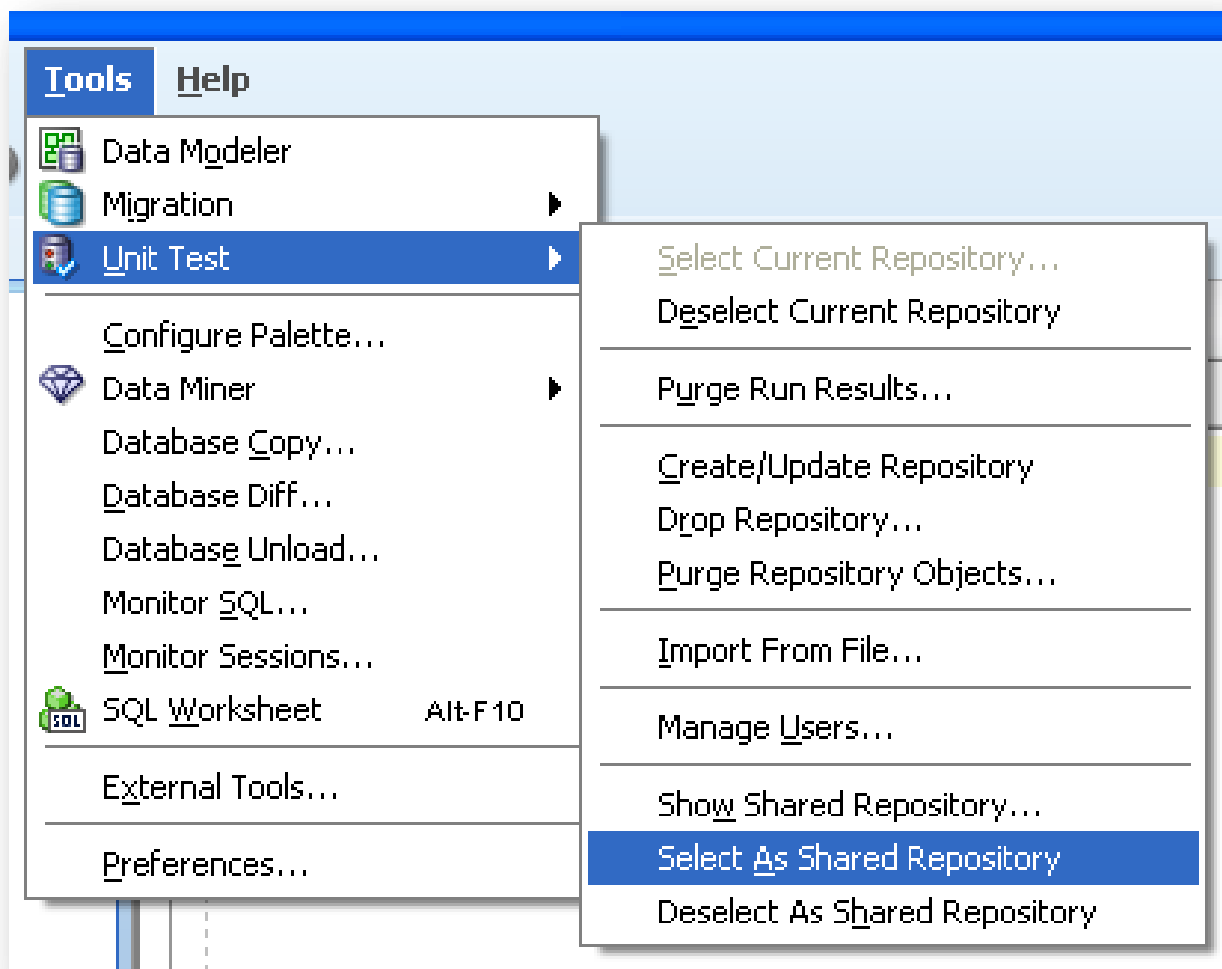 Tools Help
Data Modeler
Migration
Unit Test
Configure Palette...
Data Miner
Database Copy...
Database Diff...
Database Unload...
Monitor SQL...
Monitor Sessions...
SQL
SQL Worksheet Alt-F10
External Tools...
Preferences...
Select Current Repository...
Deselect Current Repository
Purge Run Results...
Create/Update Repository
Drop Repository...
Purge Repository Objects...
Import From File...
Manage Users...
Show Shared Repository...
Select As Shared Repository
Deselect As Shared Repository